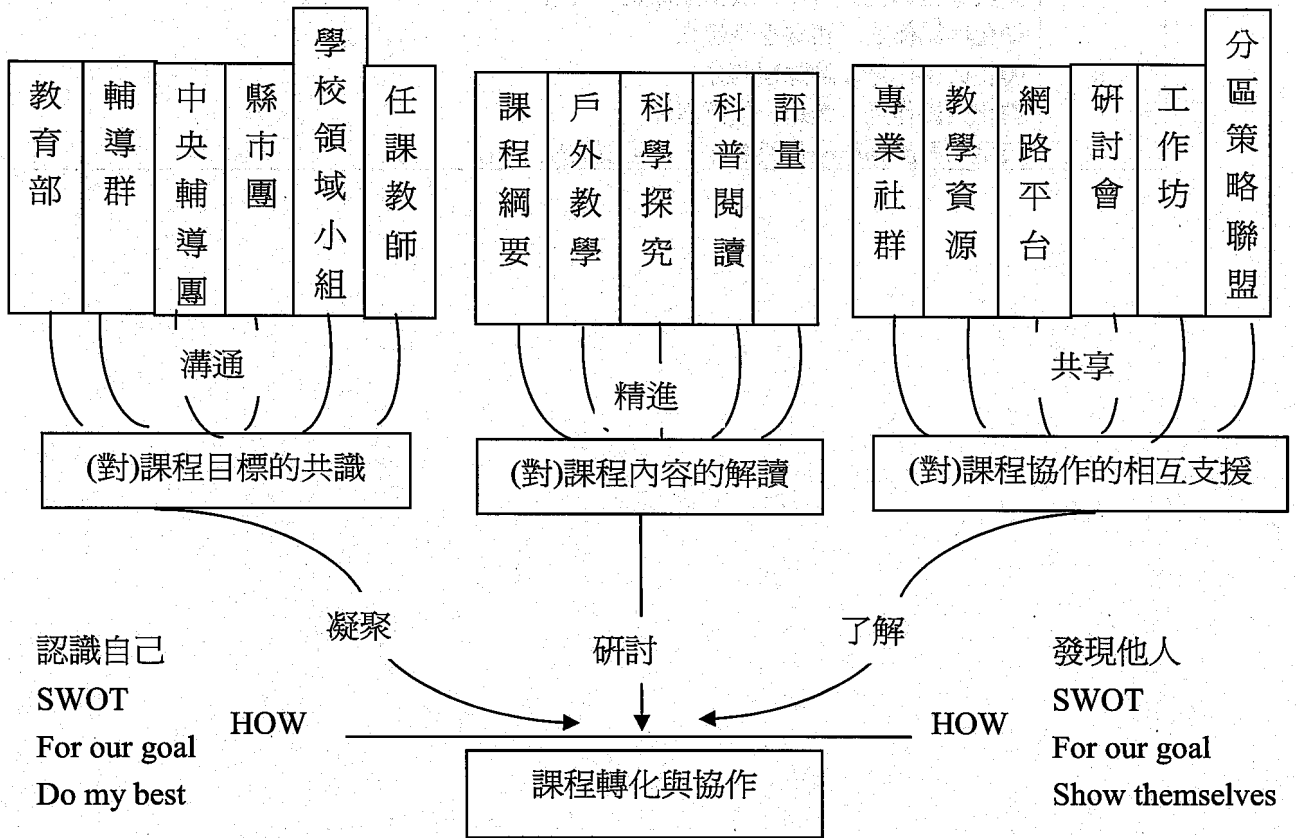 教育部
輔導群
中央輔導團
縣市團
學校領域小組
任課教師
課程綱要
戶外教學
科學探究
科普閱讀
評量
專業社群
教學資源
網路平台
研討會
工作坊
分區策略聯盟
溝通
精進
共享
(對)課程目標的共識
(對)課程內容的解讀
(對)課程協作的相互支援
凝聚
研討
了解
認識自己
SWOT
For our goal
Do my best
HOW
HOW
發現他人
SWOT
For our goal
Show themselves
課程轉化與協作